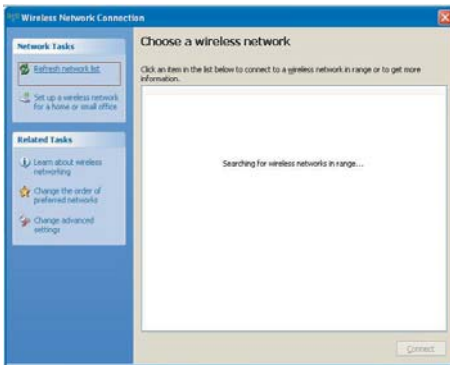 Wireless Network Connection
Network Tasks
Refresh network list
Set up a wireless network
for a home or small office
Related Tasks
Learn about wireless
networking
Change the order of
preferred networks
Change advanced
settings
Choose a wireless network
Click an item in the list below to connect to a wireless network in range or to get more
information.
Searching for wireless networks in range...
Connect